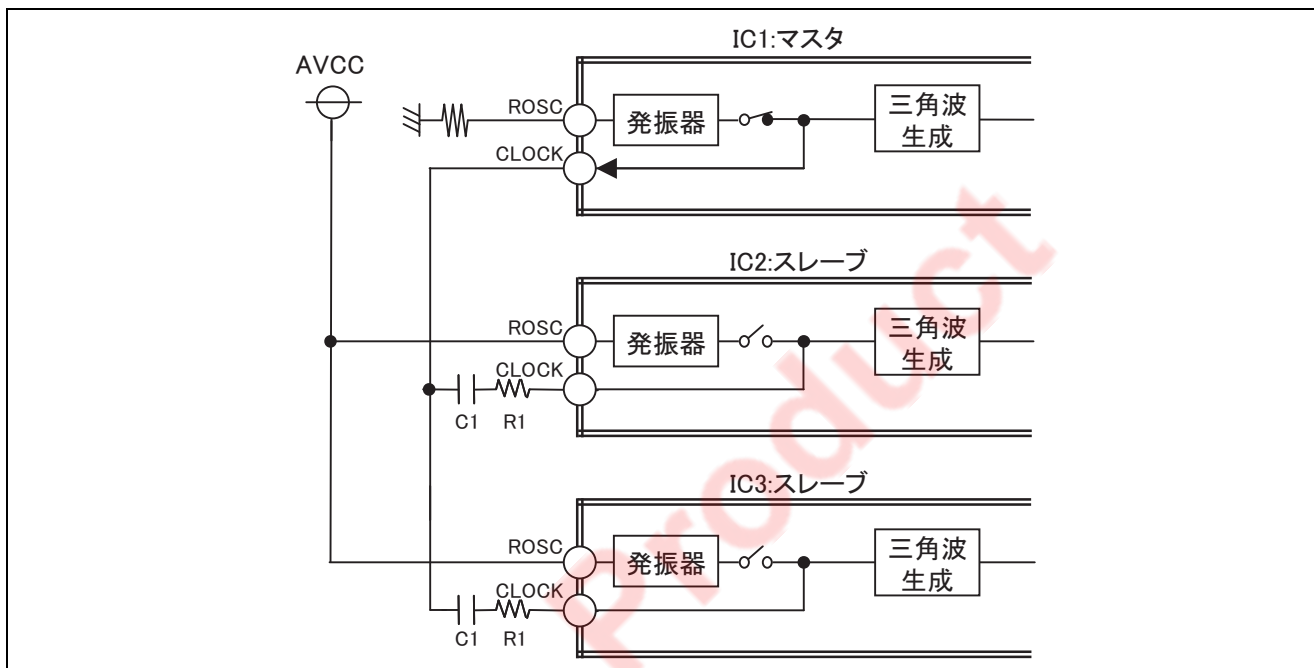 IC1:マスタ
AVCC
ROSC
発振器
三角波
生成
CLOCK
IC2:スレーブ
ROSC
発振器
三角波
生成
CLOCK
C1
R1
IC3:スレーブ
ROSC
発振器
三角波
生成
CLOCK
C1
R1
Product